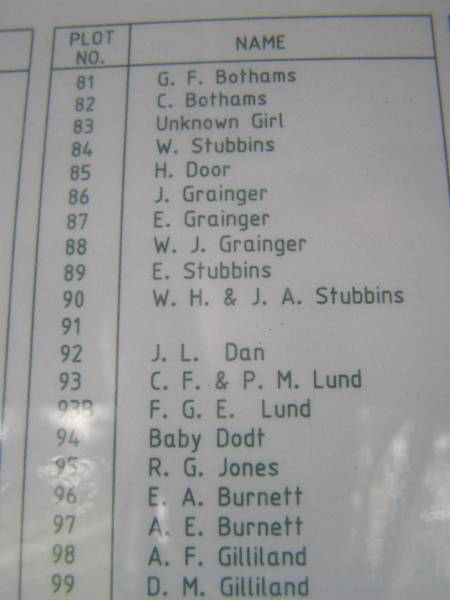 PLOT NO. NAME
81 G. F. Bothams
82 C. Bothams
83 Unknown Girl
84 W. Stubbins
85 H. Door
86 J. Grainger
87 E. Grainger
88 W. J. Grainger
89 E. Stubbins
90 W. H. & J. A. Stubbins
91
92 J. L. Dan
93 C. F. & P. M. Lund
93B F. G. E. Lund
94 Baby Dodt
95 R. G. Jones
96 E. A. Burnett
97 A. E. Burnett
98 A. F. Gilliland
99 D. M. Gilliland